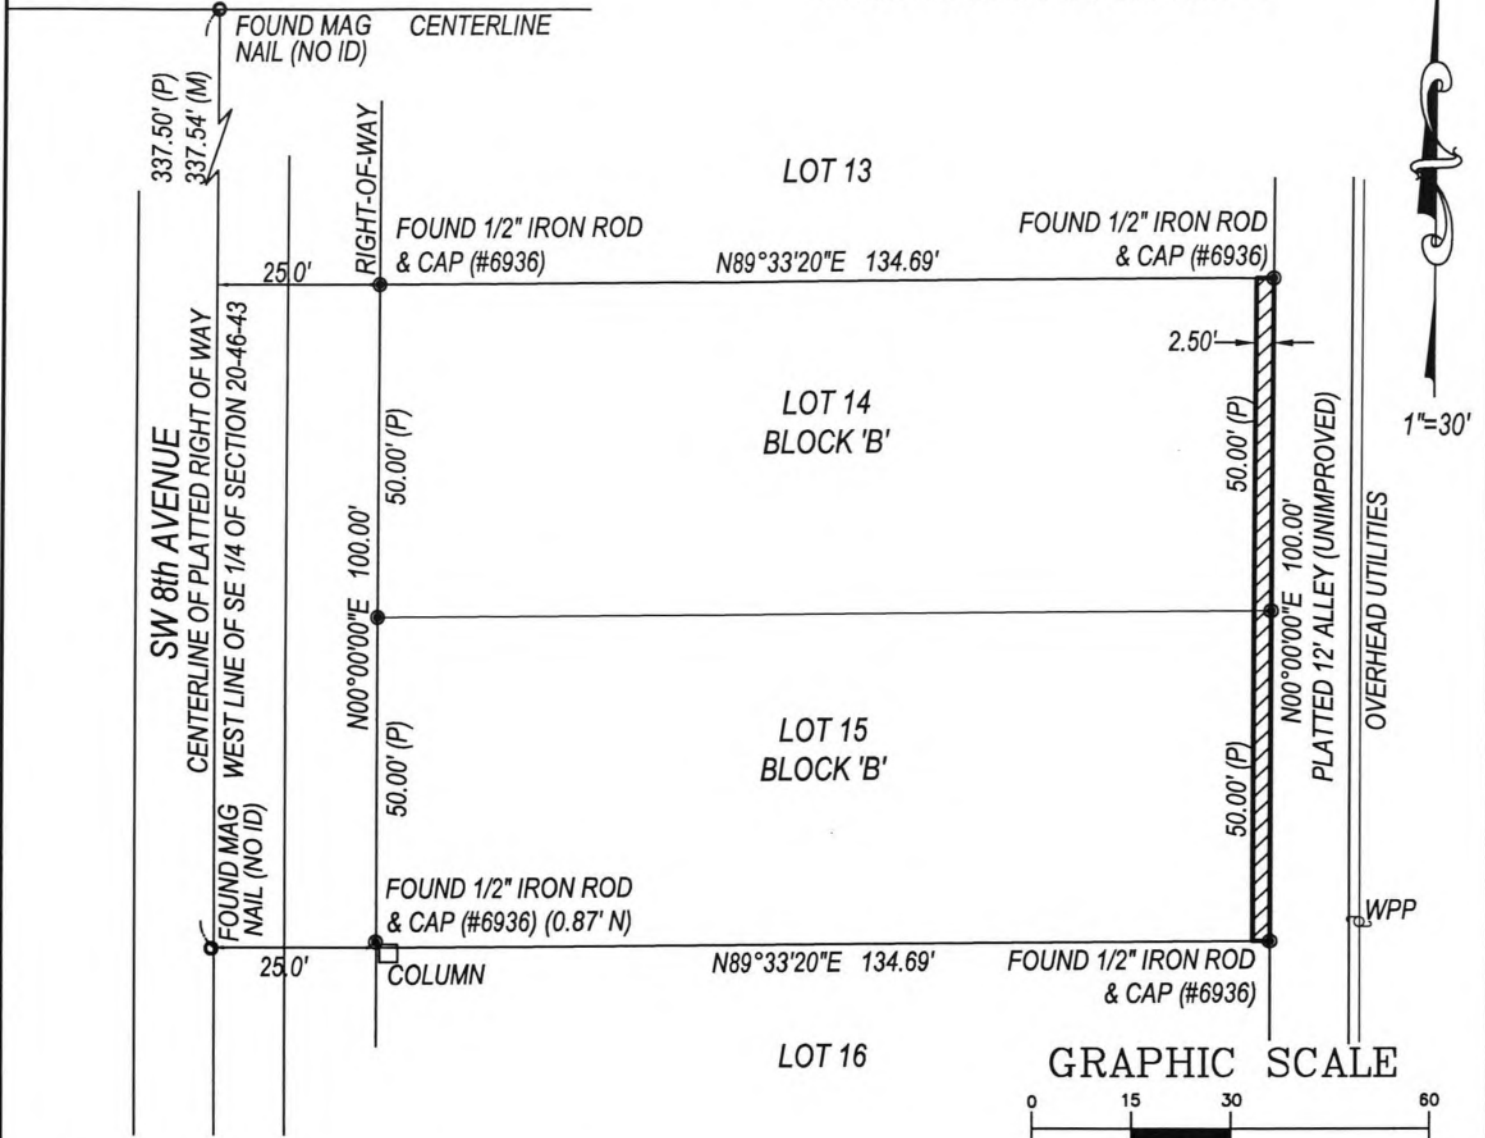 FOUND MAG
NAIL (NO ID)
CENTERLINE
337.50' (P)
337.54' (M)
RIGHT-OF-WAY
LOT 13
FOUND 1/2" IRON ROD
& CAP (#6936)
N89°33'20"E 134.69'
FOUND 1/2" IRON ROD
& CAP (#6936)
25.0'
2.50'
1"=30'
LOT 14
BLOCK 'B'
50.00' (P)
50.00' (P)
SW 8th AVENUE
CENTERLINE OF PLATTED RIGHT OF WAY
WEST LINE OF SE 1/4 OF SECTION 20-46-43
N00°00'00"E 100.00'
N00°00'00"E 100.00'
PLATTED 12' ALLEY (UNIMPROVED)
OVERHEAD UTILITIES
LOT 15
BLOCK 'B'
50.00' (P)
50.00' (P)
FOUND MAG
NAIL (NO ID)
FOUND 1/2" IRON ROD
& CAP (#6936) (0.87' N)
WPP
25.0'
COLUMN
N89°33'20"E 134.69'
FOUND 1/2" IRON ROD
& CAP (#6936)
LOT 16
GRAPHIC SCALE
0 15 30 60